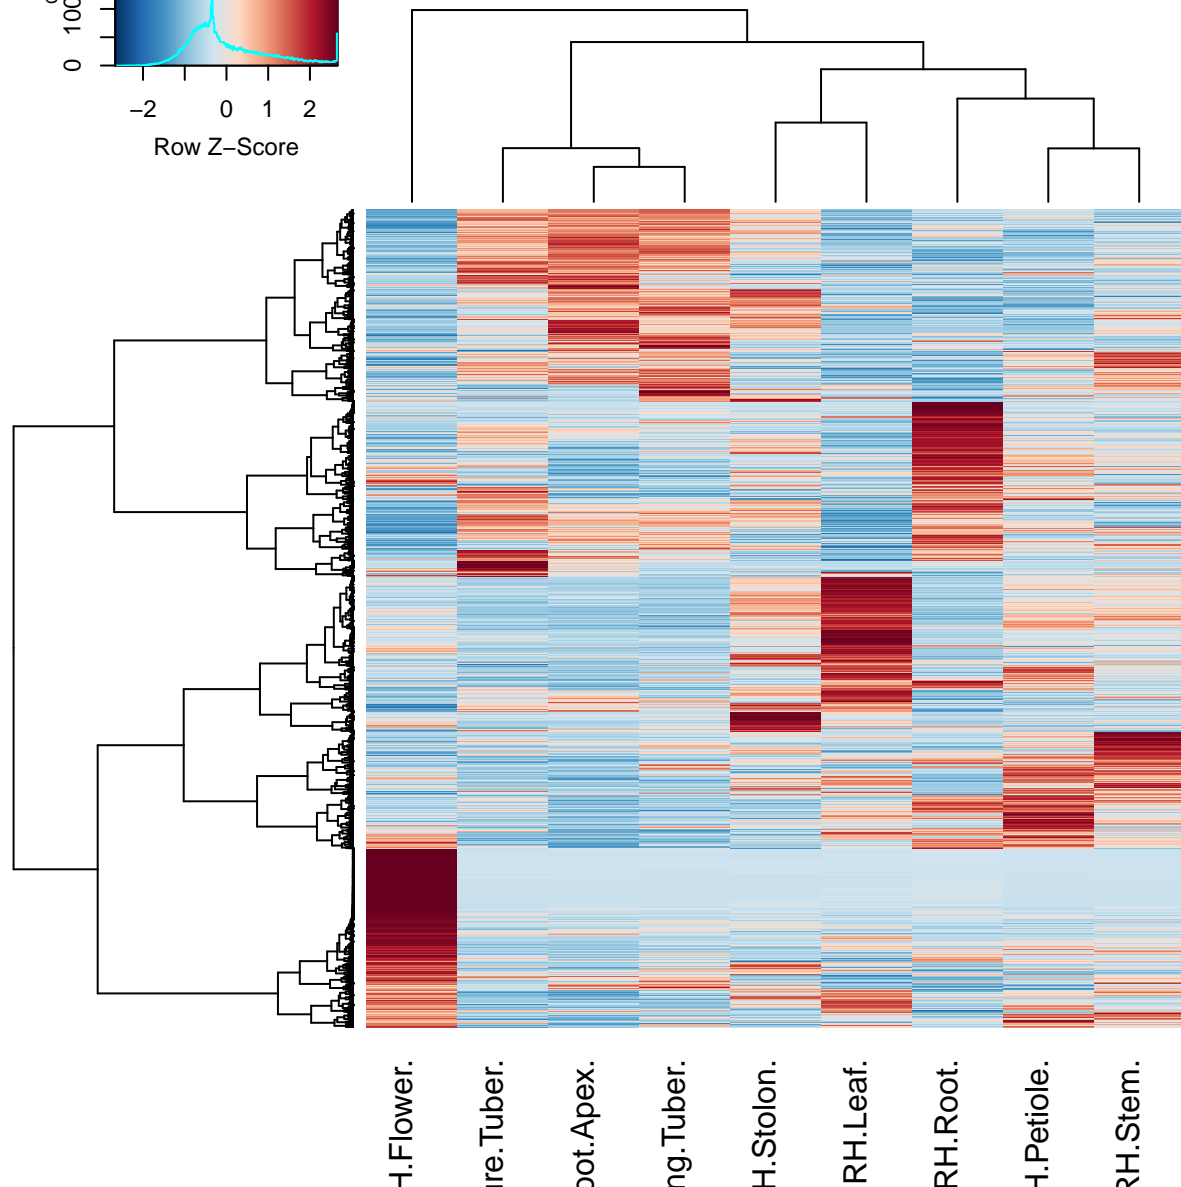 100
0
−2 0 1 2
Row Z−Score
H.Flower.
ure.Tuber.
oot.Apex.
ng.Tuber.
H.Stolon.
RH.Leaf.
RH.Root.
H.Petiole.
RH.Stem.